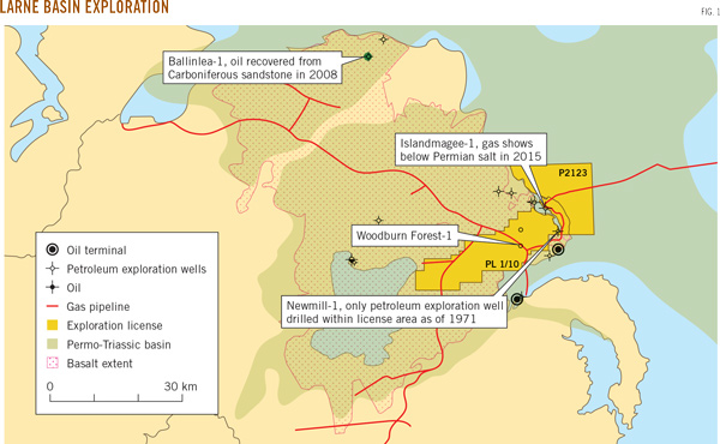 LARNE BASIN EXPLORATION
FIG. 1
Ballinlea-1, oil recovered from
Carboniferous sandstone in 2008
Islandmagee-1, gas shows
below Permian salt in 2015
P2123
Woodburn Forest-1
PL 1/10
Newmill-1, only petroleum exploration well
drilled within license area as of 1971
Oil terminal
Petroleum exploration wells
Oil
Gas pipeline
Exploration license
Permo-Triassic basin
Basalt extent
0 30 km